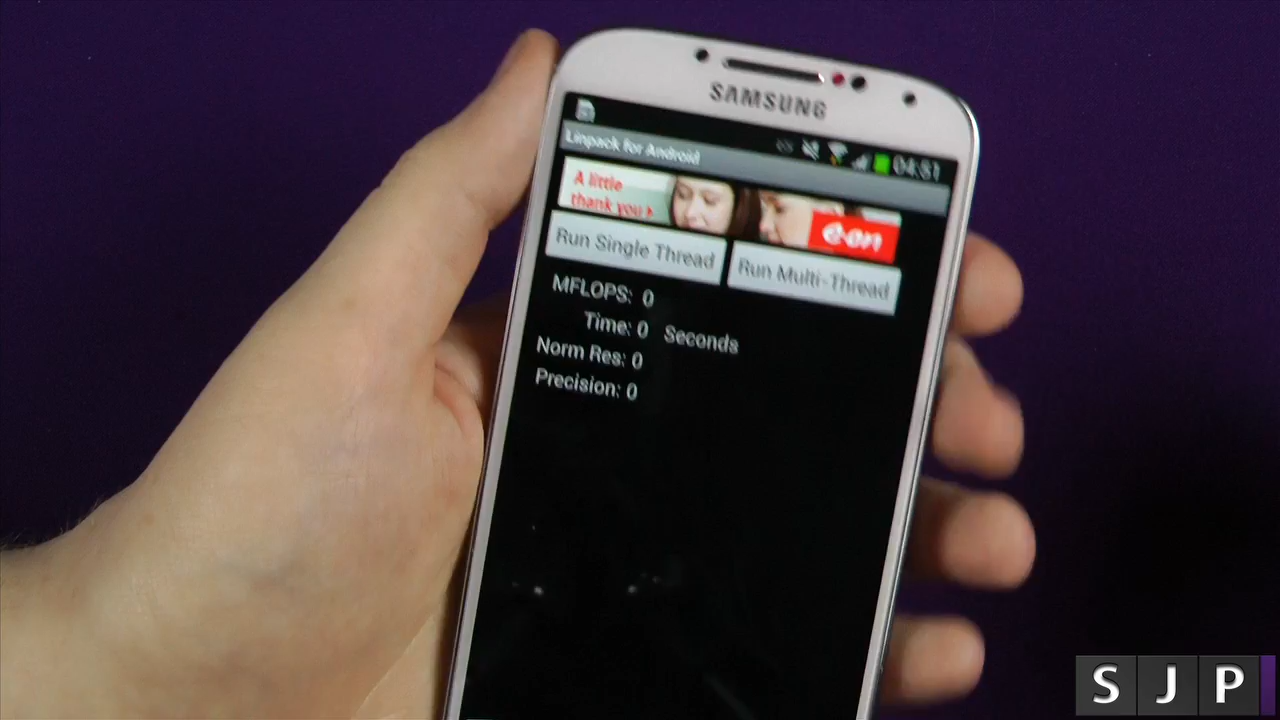 SAMSUNG
04:51
Linpack for Android
A little
thank you
e.on
Run Single Thread
Run Multi-Thread
MFLOPS: 0
Time: 0 Seconds
Norm Res: 0
Precision: 0
SJP